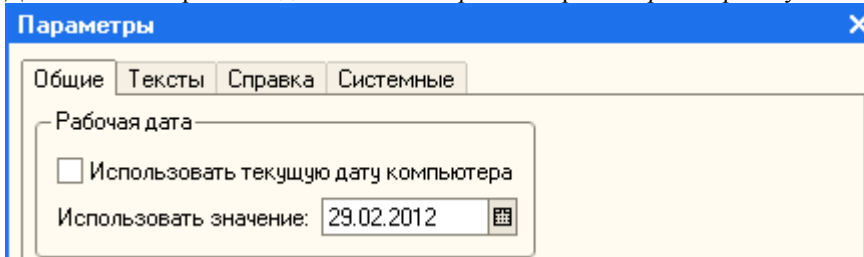 Параметры
Общие Тексты Справка Системные
Рабочая дата
Использовать текущую дату компьютера
Использовать значение: 29.02.2012